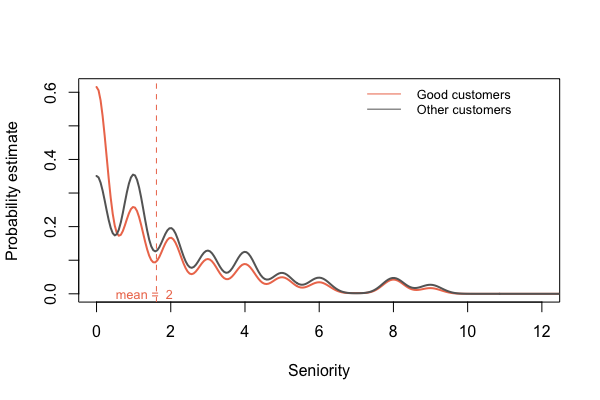 Good customers
Other customers
Probability estimate
0.6
0.4
0.2
0.0
mean = 2
0 2 4 6 8 10 12
Seniority